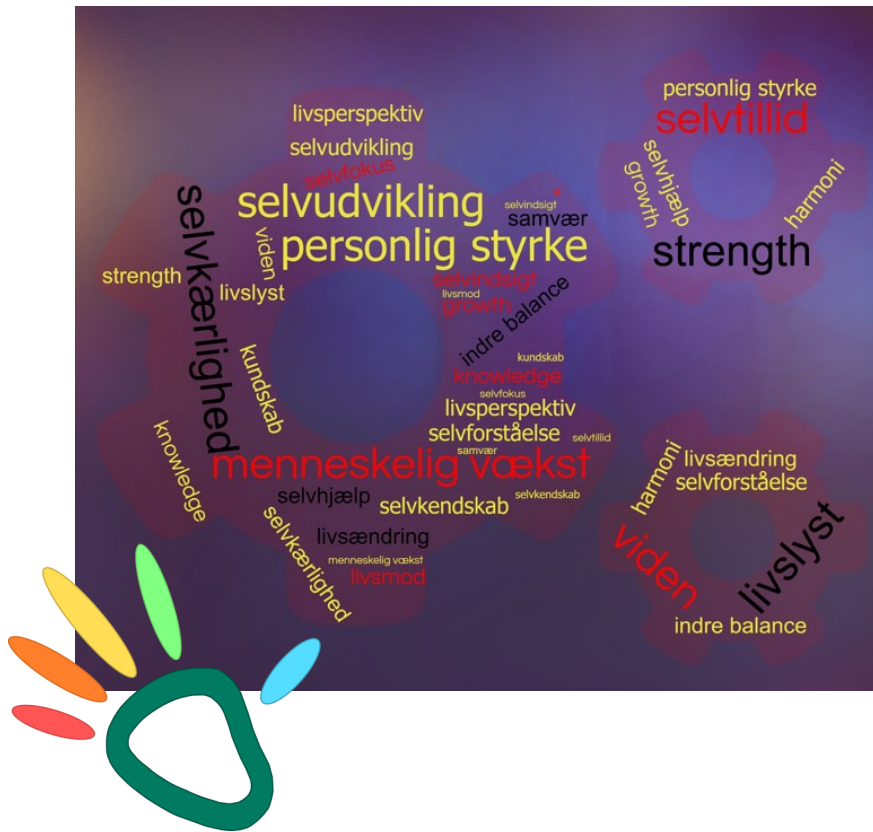 livsperspektiv
selvudvikling
selvfokus
selvudvikling
selvindsigt
samvær
personlig styrke
viden
selvkærlighed
strength
livslyst
selvindsigt
livsmod
growth
indre balance
kundskab
kundskab
knowledge
selvfokus
livsperspektiv
selvforståelse
selvtillid
samvær
menneskelig vækst
knowledge
selvhjælp
selvkendskab
selvkendskab
selvkærlighed
livsændring
menneskelig vækst
livsmod
personlig styrke
selvtillid
selvhjælp
growth
harmoni
strength
harmoni
livsændring
selvforståelse
viden
livslyst
indre balance